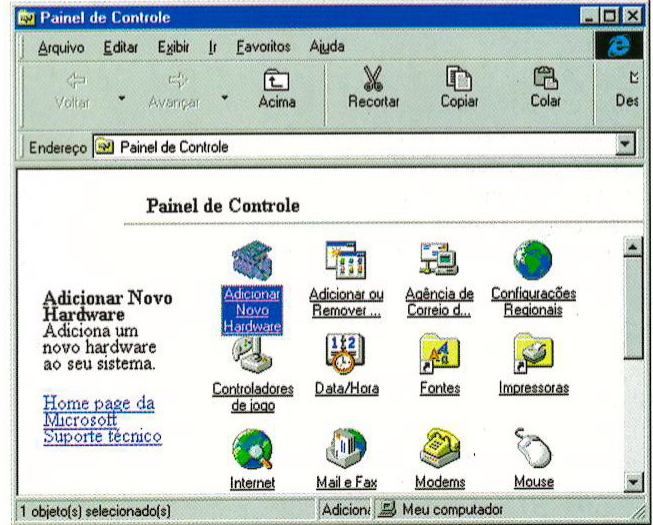 Painel de Controle
Arquivo Editar Exibir Ir Favoritos Ajuda
Voltar Avançar Acima Recortar Copiar Colar Des
Endereço Painel de Controle
Painel de Controle
Adicionar Novo
Hardware
Adiciona um
novo hardware
ao seu sistema.
Home page da
Microsoft
Suporte técnico
Adicionar
Novo
Hardware
Adicionar ou
Remover ...
Agência de
Correio d...
Configurações
Regionais
Controladores
de jogo
Data/Hora
Fontes
Impressoras
Internet
Mail e Fax
Modems
Mouse
1 objeto(s) selecionado(s) Adicion Meu computador